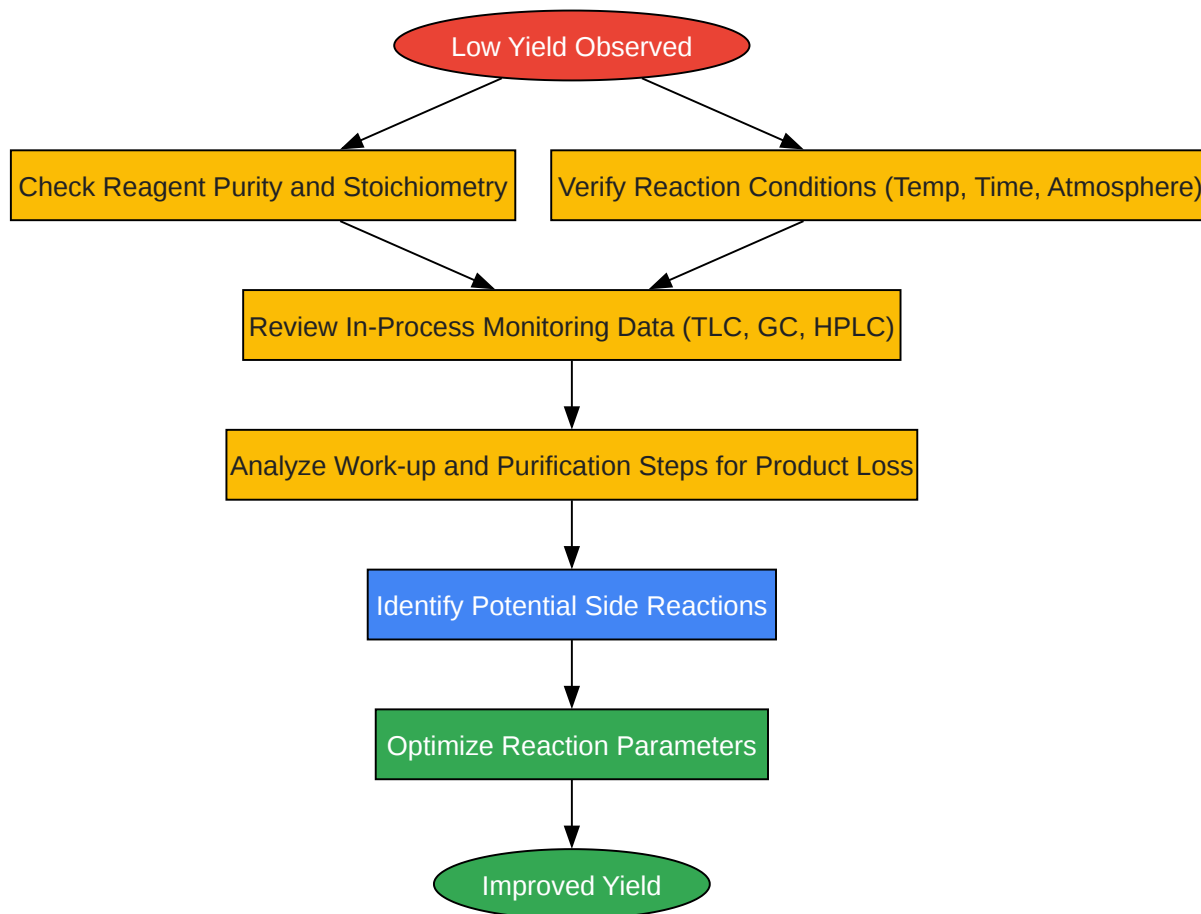 Low Yield Observed
Check Reagent Purity and Stoichiometry
Verify Reaction Conditions (Temp, Time, Atmosphere)
Review In-Process Monitoring Data (TLC, GC, HPLC)
Analyze Work-up and Purification Steps for Product Loss
Identify Potential Side Reactions
Optimize Reaction Parameters
Improved Yield